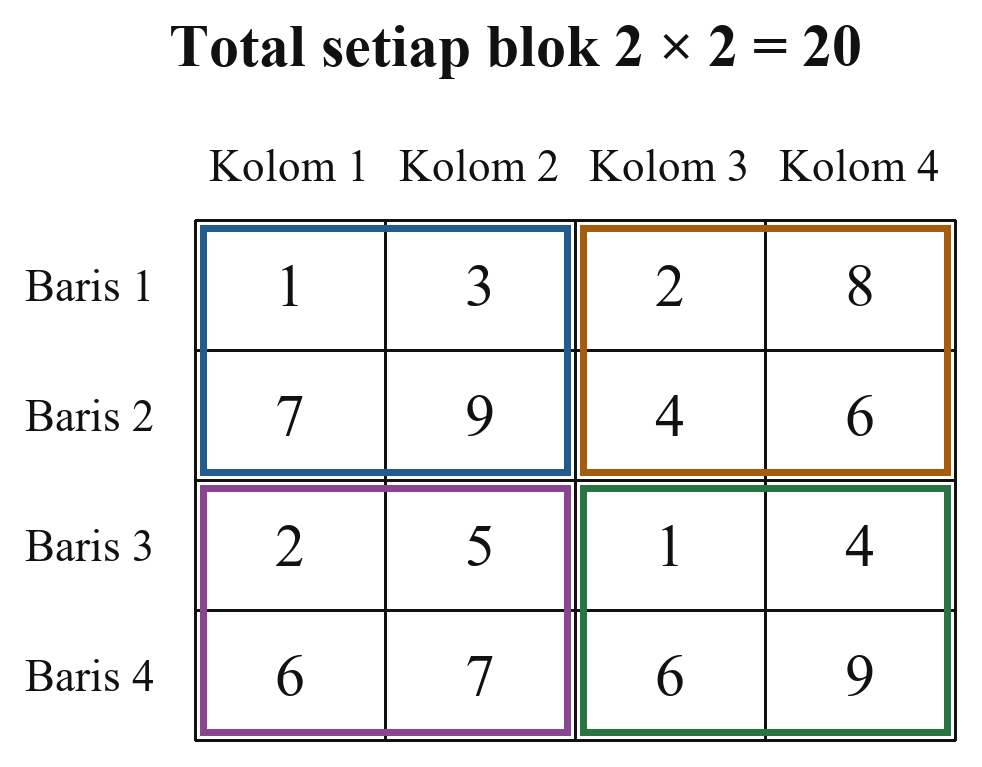 Total setiap blok 2 × 2 = 20
Kolom 1 Kolom 2 Kolom 3 Kolom 4
Baris 1 1 3 2 8
Baris 2 7 9 4 6
Baris 3 2 5 1 4
Baris 4 6 7 6 9